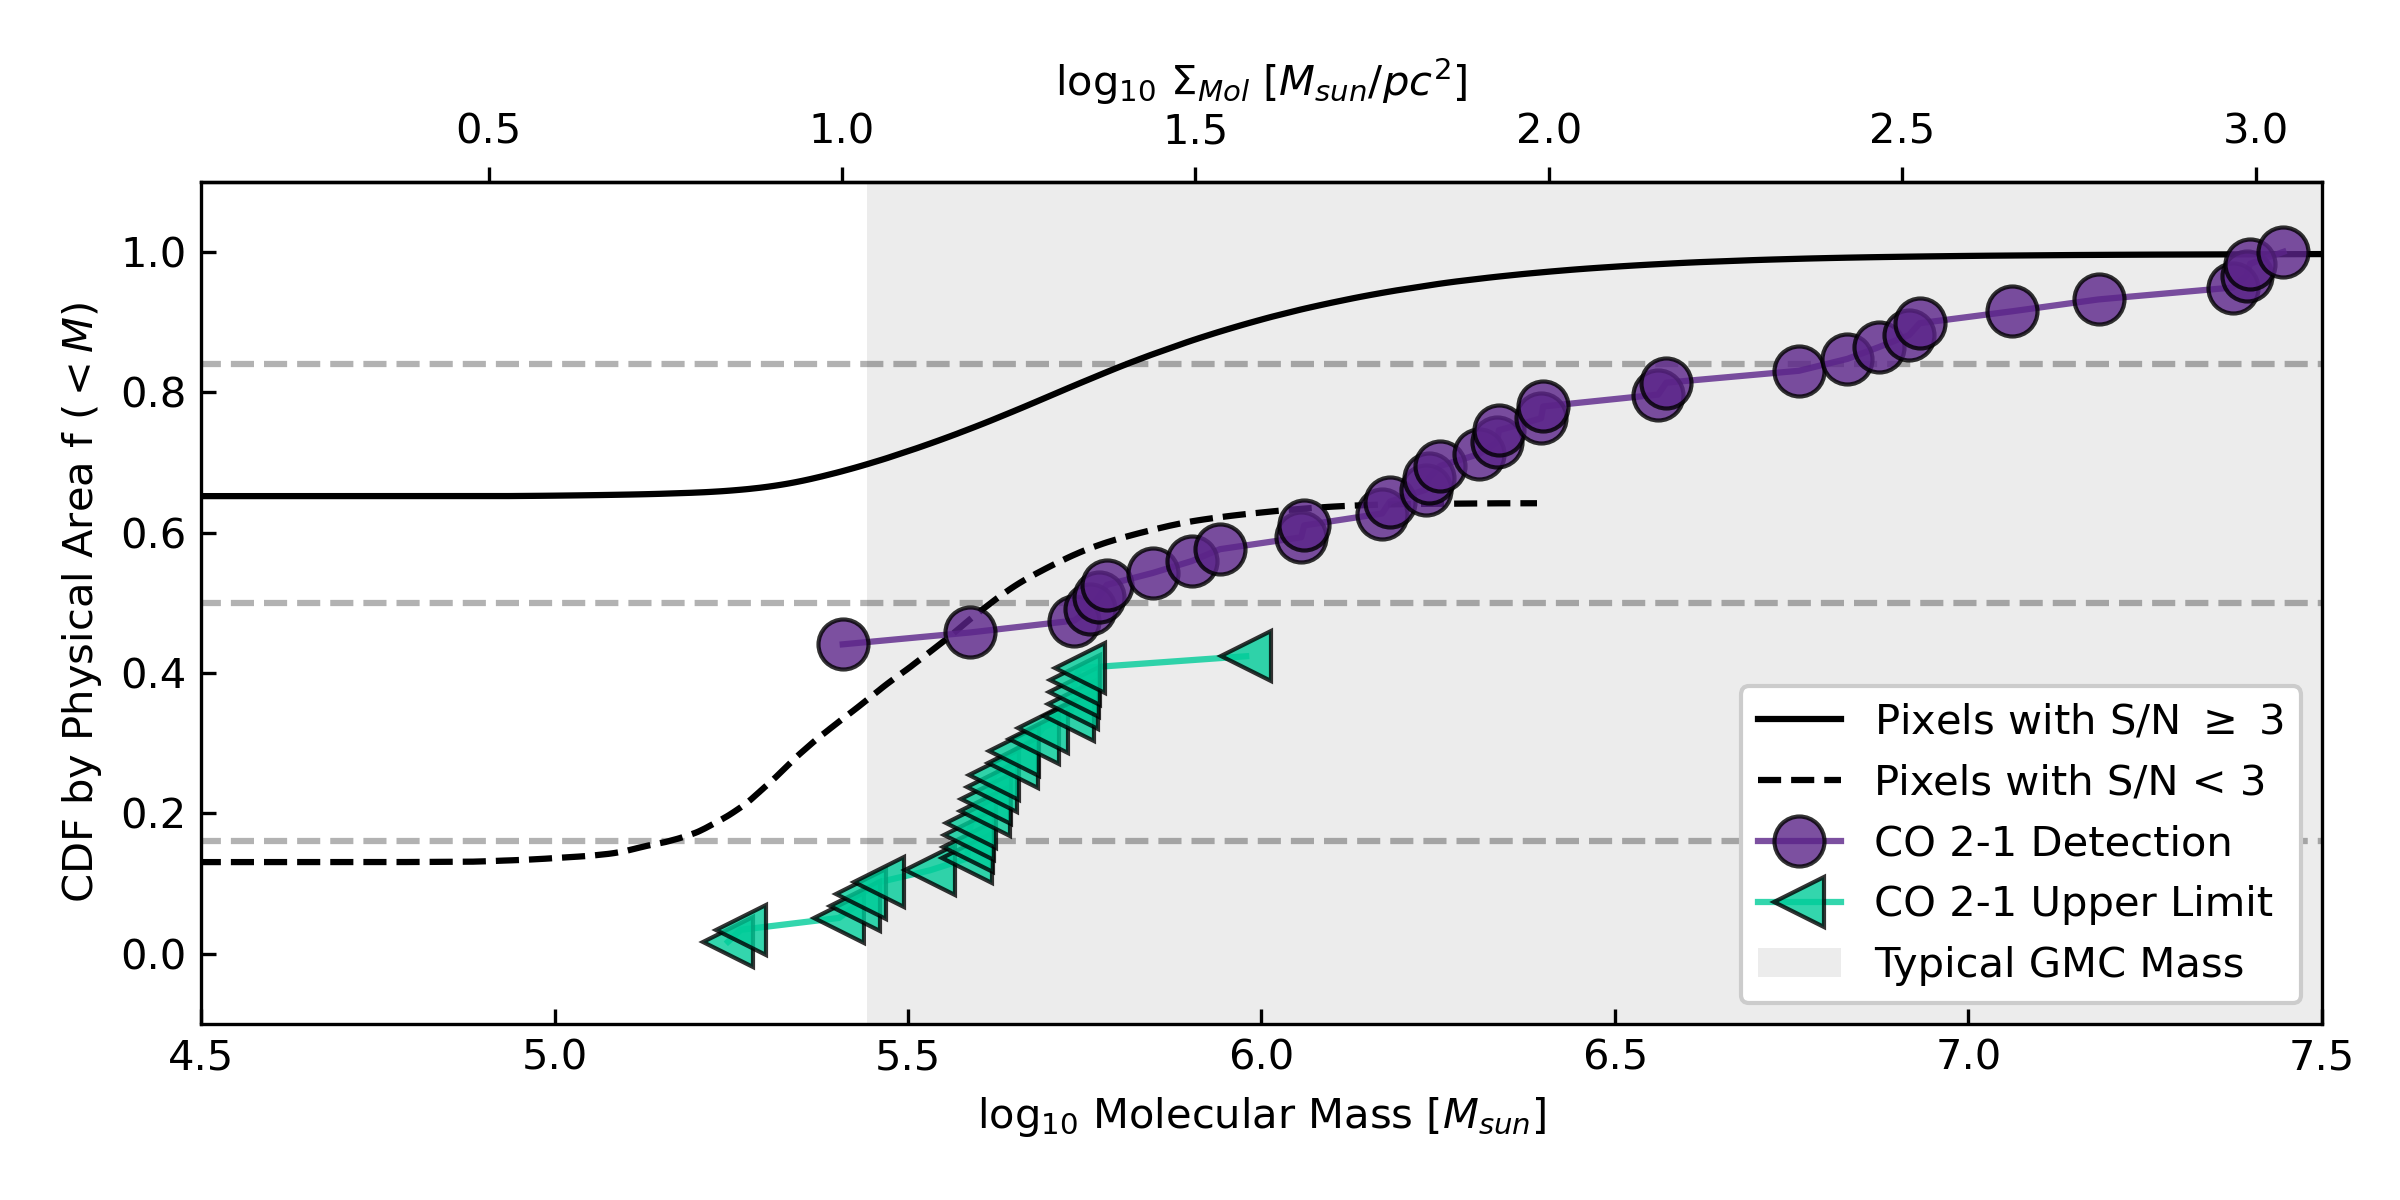 log₁₀ Σ_Mol [M_sun/pc²]
0.5 1.0 1.5 2.0 2.5 3.0
CDF by Physical Area f ( < M)
1.0
0.8
0.6
0.4
0.2
0.0
Pixels with S/N ≥ 3
Pixels with S/N < 3
CO 2-1 Detection
CO 2-1 Upper Limit
Typical GMC Mass
4.5 5.0 5.5 6.0 6.5 7.0 7.5
log₁₀ Molecular Mass [M_sun]